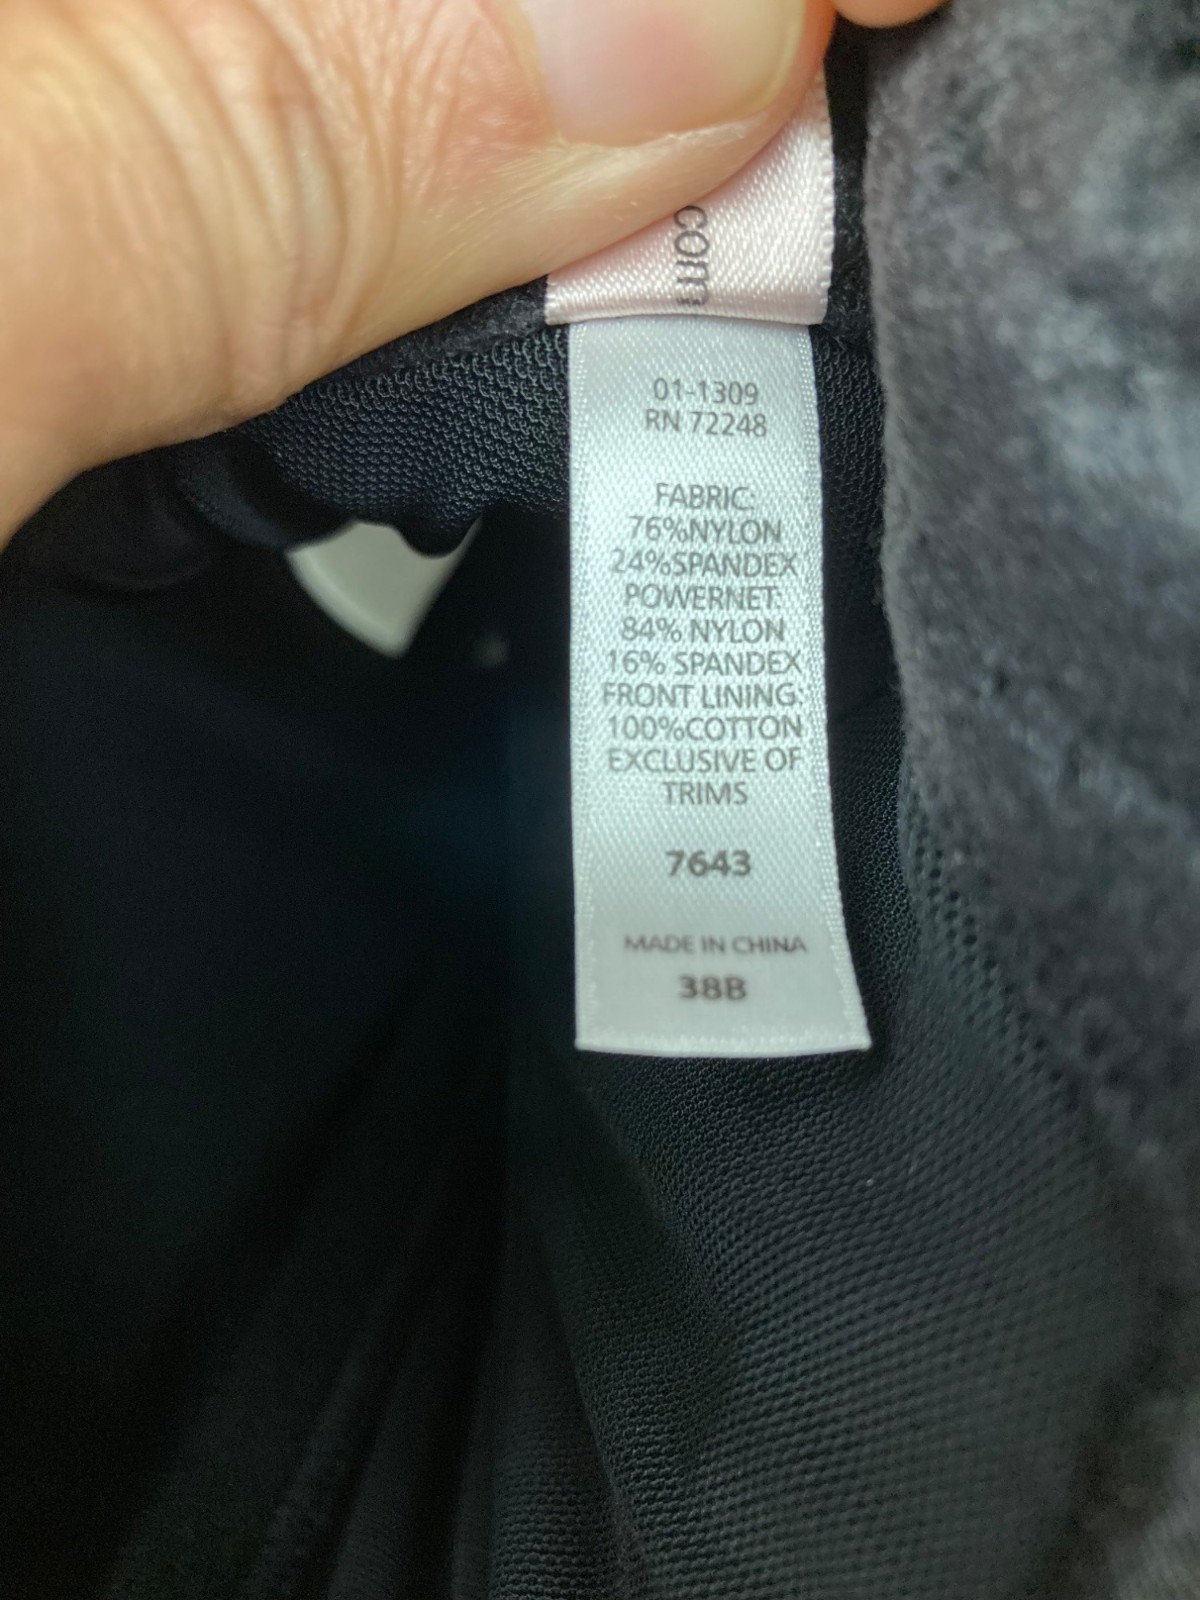 com
01-1309
RN 72248
FABRIC:
76%NYLON
24%SPANDEX
POWERNET:
84% NYLON
16% SPANDEX
FRONT LINING:
100%COTTON
EXCLUSIVE OF
TRIMS
7643
MADE IN CHINA
38B